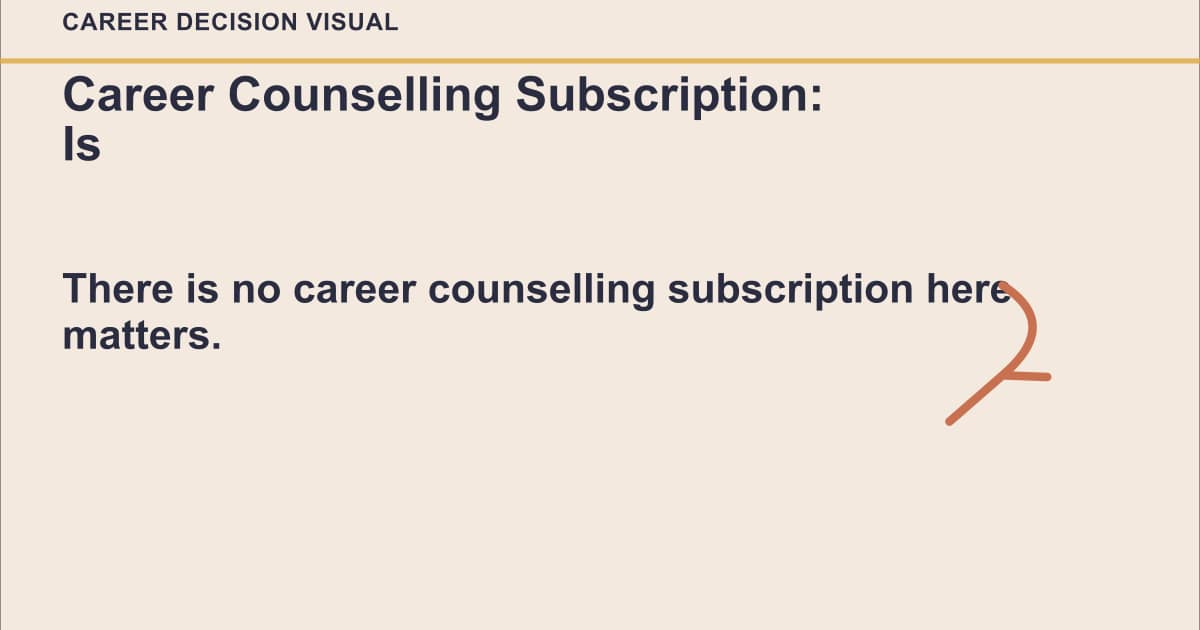 CAREER DECISION VISUAL
Career Counselling Subscription:
Is
There is no career counselling subscription here
matters.